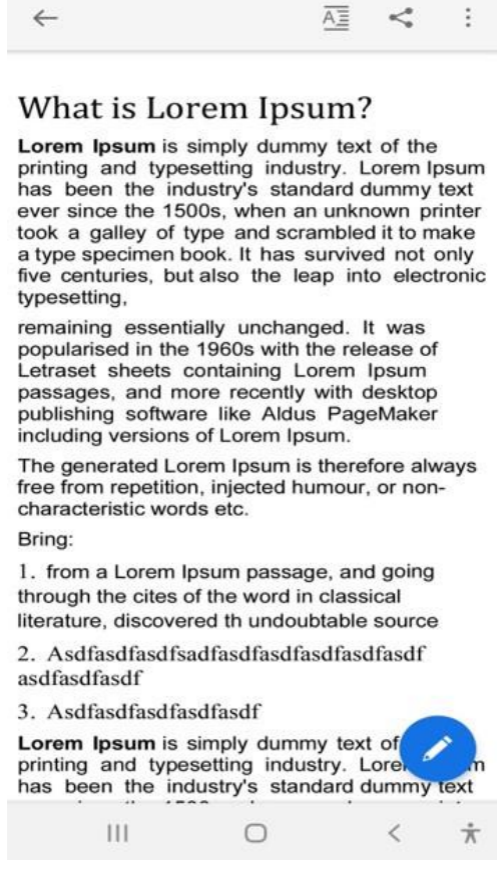 What is Lorem Ipsum?
Lorem Ipsum is simply dummy text of the
printing and typesetting industry. Lorem Ipsum
has been the industry's standard dummy text
ever since the 1500s, when an unknown printer
took a galley of type and scrambled it to make
a type specimen book. It has survived not only
five centuries, but also the leap into electronic
typesetting,
remaining essentially unchanged. It was
popularised in the 1960s with the release of
Letraset sheets containing Lorem Ipsum
passages, and more recently with desktop
publishing software like Aldus PageMaker
including versions of Lorem Ipsum.
The generated Lorem Ipsum is therefore always
free from repetition, injected humour, or non-
characteristic words etc.
Bring:
1. from a Lorem Ipsum passage, and going
through the cites of the word in classical
literature, discovered th undoubtable source
2. Asdfasdfasdfsadfasdfasdfasdfasdfasdf
asdfasdfasdf
3. Asdfasdfasdfasdfasdf
Lorem Ipsum is simply dummy text of
printing and typesetting industry.
has been the industry's standard dummy text